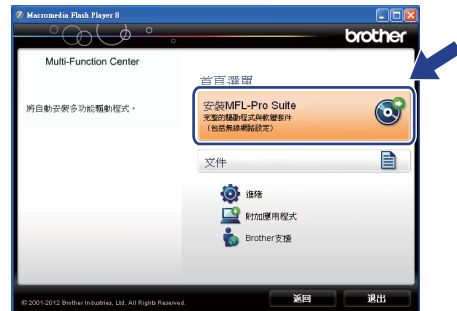 Macromedia Flash Player 8
brother
Multi-Function Center
首頁選單
將自動安裝多功能驅動程式。
安裝MFL-Pro Suite
完整的驅動程式與軟體套件
(包括無線網路設定)
文件
進階
附加應用程式
Brother支援
© 2001-2012 Brother Industries, Ltd. All Rights Reserved.
返回
退出